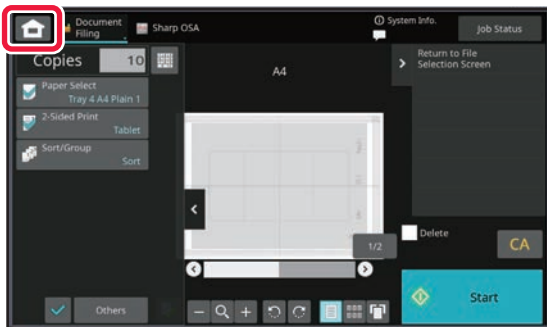 Document
Filing
Sharp OSA
System Info.
Job Status
Copies
10
A4
Return to File
Selection Screen
Paper Select
Tray 4 A4 Plain 1
2-Sided Print
Tablet
Sort/Group
Sort
1/2
Delete
CA
Start
Others